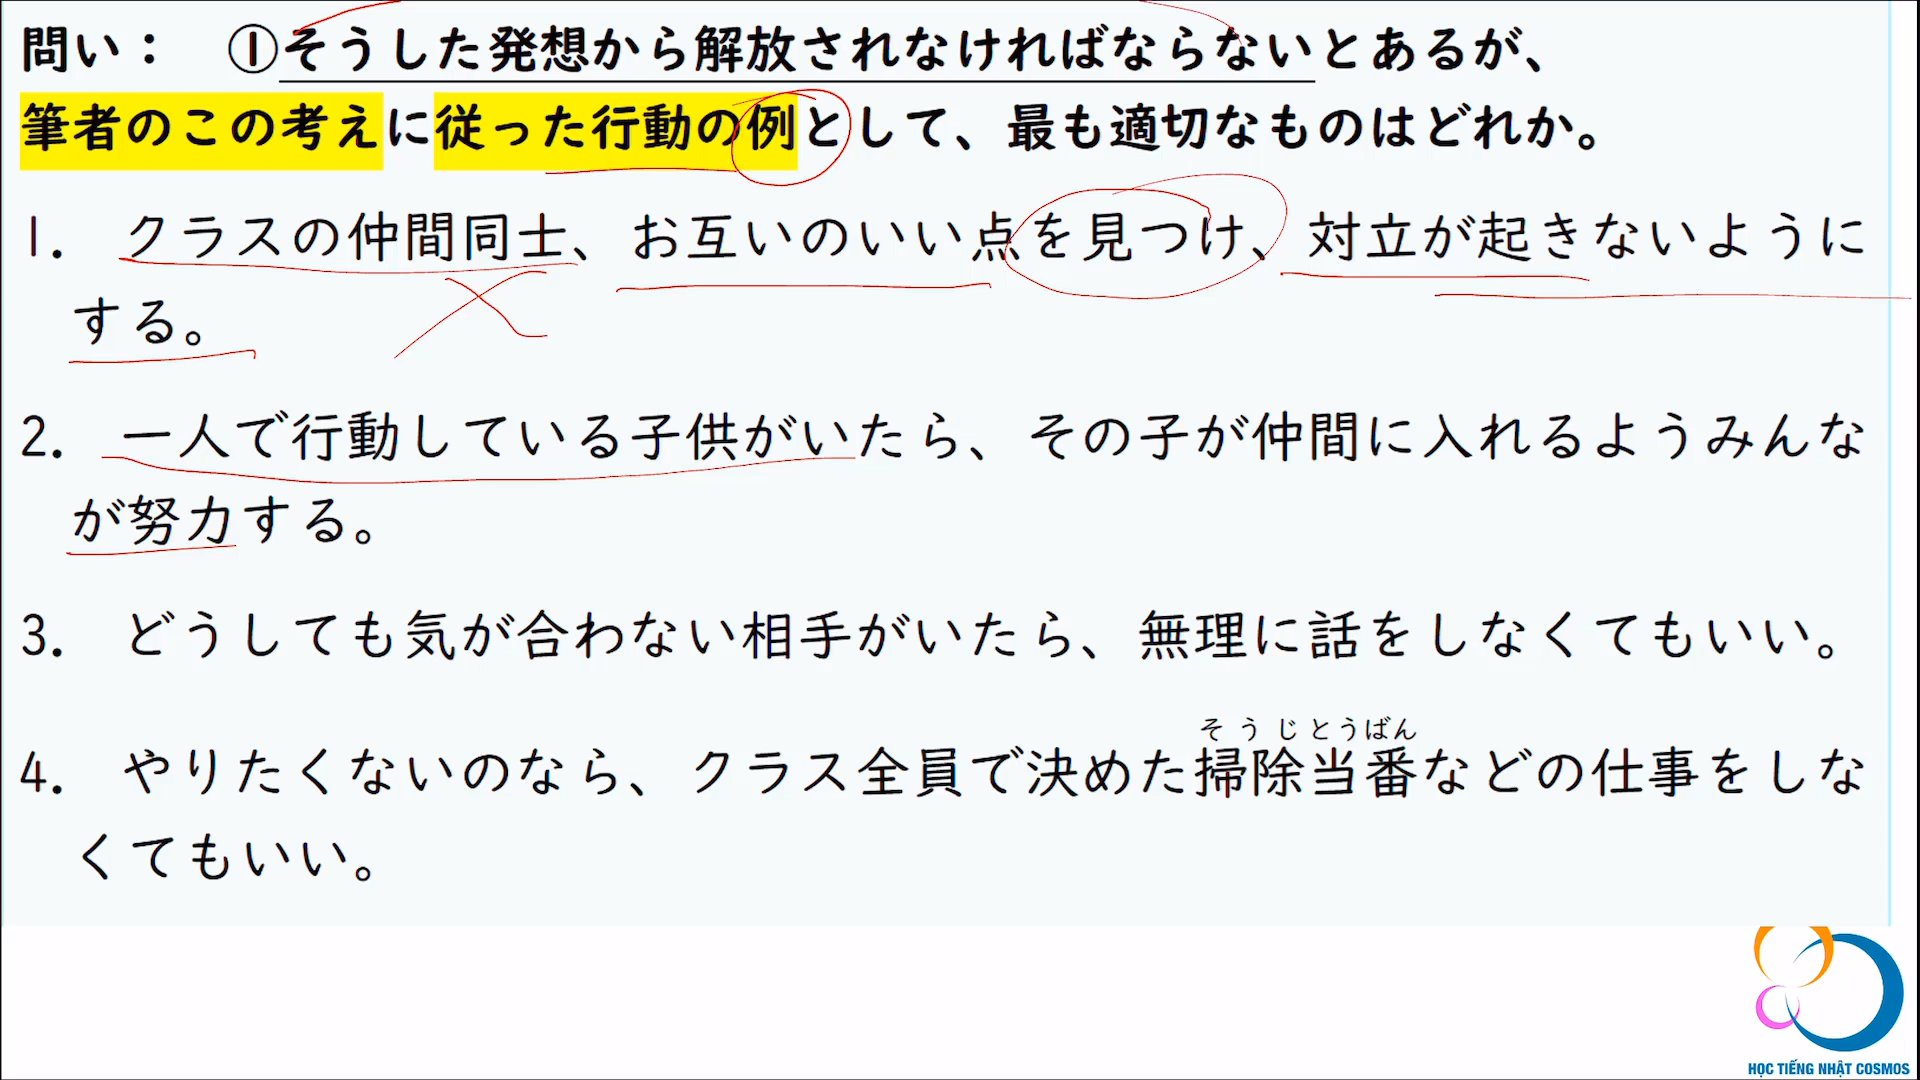 問い： ①そうした発想から解放されなければならないとあるが、
筆者のこの考えに従った行動の例として、最も適切なものはどれか。
1. クラスの仲間同士、お互いのいい点を見つけ、対立が起きないように
する。
2. 一人で行動している子供がいたら、その子が仲間に入れるようみんな
が努力する。
3. どうしても気が合わない相手がいたら、無理に話をしなくてもいい。
そうじとうばん
4. やりたくないのなら、クラス全員で決めた掃除当番などの仕事をしな
くてもいい。
HỌC TIẾNG NHẬT COSMOS